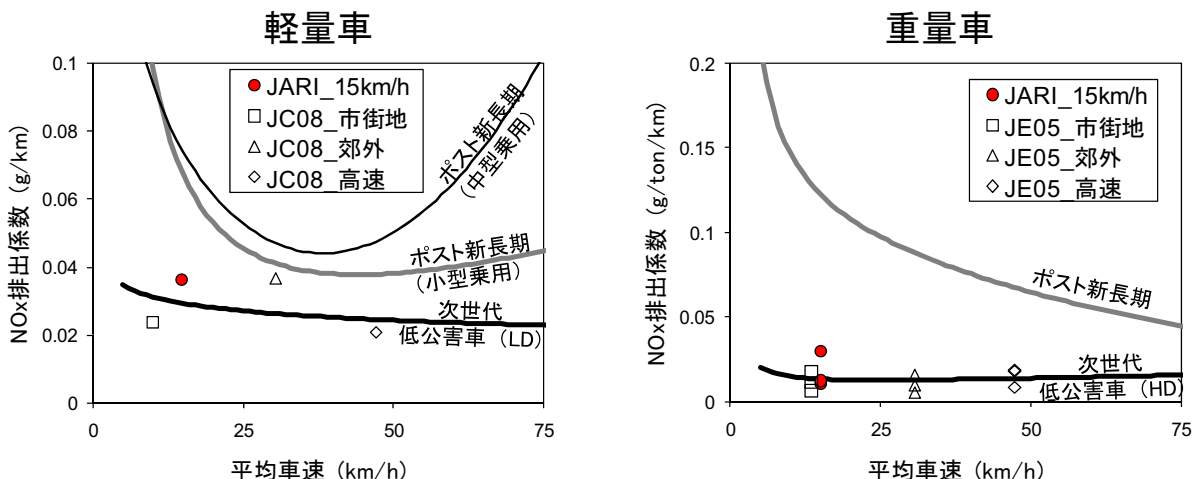 軽量車
NOx排出係数 (g/km)
0.1
0.08
0.06
0.04
0.02
0
JARI_15km/h
JC08_市街地
JC08_郊外
JC08_高速
ポスト新長期
(中型乗用)
ポスト新長期
(小型乗用)
次世代
低公害車 (LD)
0
25
50
75
平均車速 (km/h)
重量車
NOx排出係数 (g/ton/km)
0.2
0.15
0.1
0.05
0
JARI_15km/h
JE05_市街地
JE05_郊外
JE05_高速
ポスト新長期
次世代
低公害車 (HD)
0
25
50
75
平均車速 (km/h)